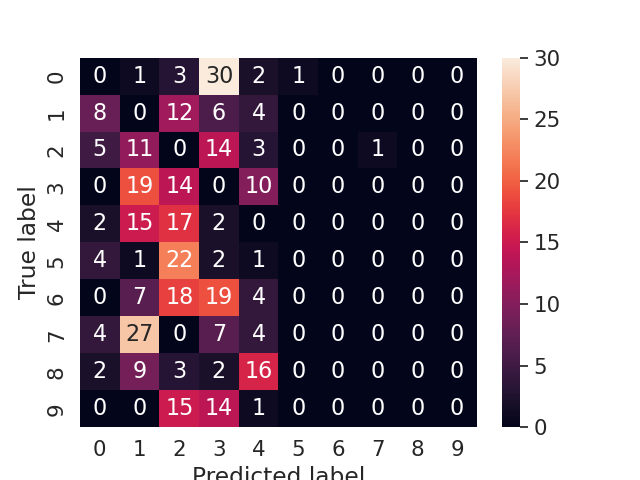 0 0 1 3 30 2 1 0 0 0 0
1 8 0 12 6 4 0 0 0 0 0
2 5 11 0 14 3 0 0 1 0 0
3 0 19 14 0 10 0 0 0 0 0
4 2 15 17 2 0 0 0 0 0 0
5 4 1 22 2 1 0 0 0 0 0
6 0 7 18 19 4 0 0 0 0 0
7 4 27 0 7 4 0 0 0 0 0
8 2 9 3 2 16 0 0 0 0 0
9 0 0 15 14 1 0 0 0 0 0
0 1 2 3 4 5 6 7 8 9
Predicted label
True label
30
25
20
15
10
5
0